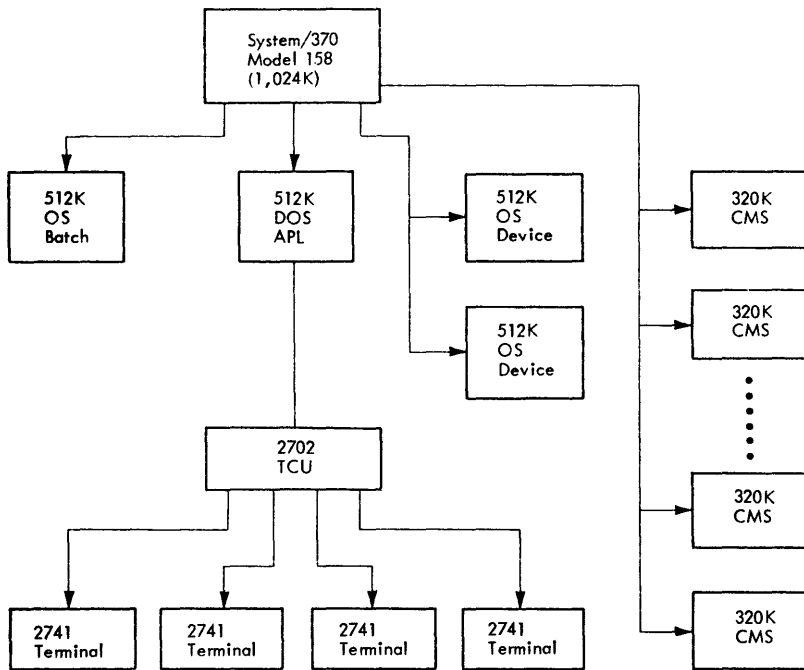 System/370
Model 158
(1,024K)
512K
OS
Batch
512K
DOS
APL
512K
OS
Device
320K
CMS
512K
OS
Device
320K
CMS
2702
TCU
320K
CMS
2741
Terminal
2741
Terminal
2741
Terminal
2741
Terminal
320K
CMS